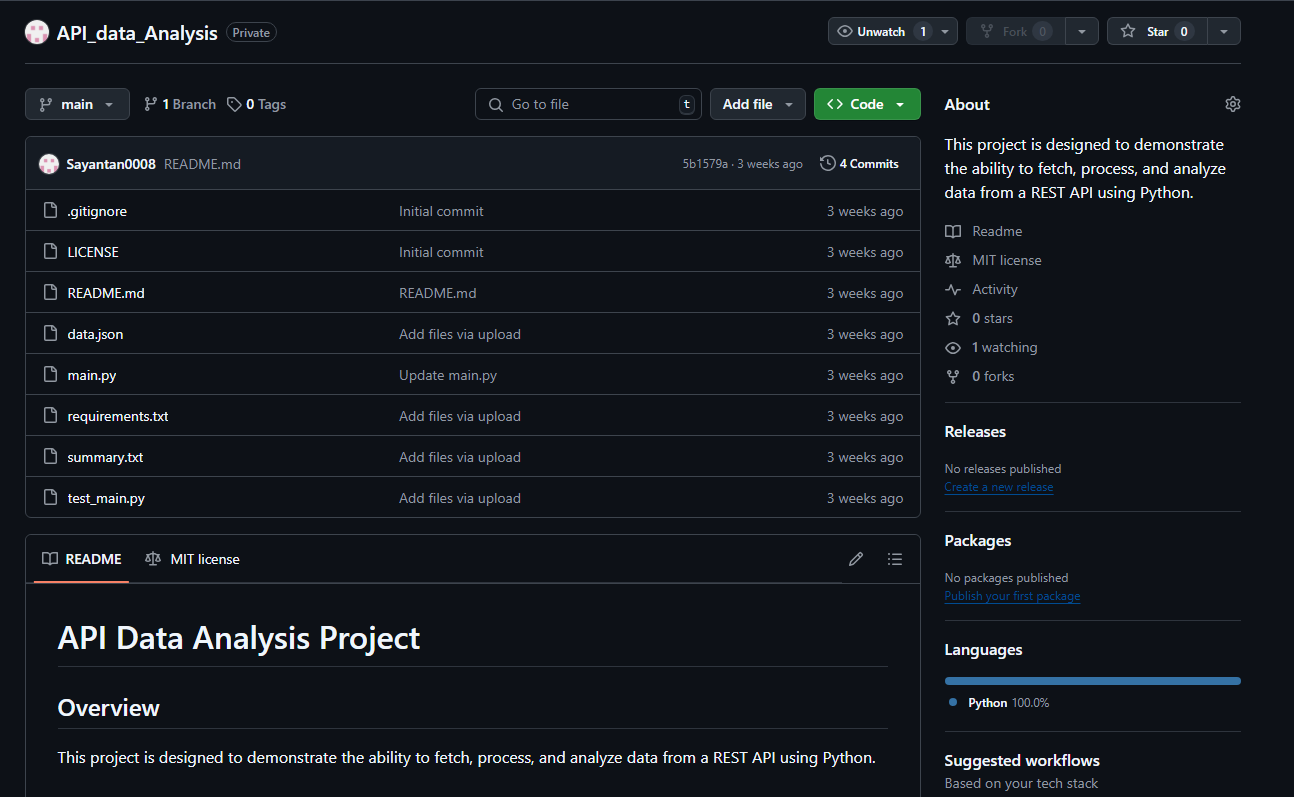 API_data_Analysis Private Unwatch 1 Fork 0 Star 0
main 1 Branch 0 Tags Go to file t Add file <> Code
Sayantan0008 README.md 5b1579a · 3 weeks ago 4 Commits
.gitignore Initial commit 3 weeks ago
LICENSE Initial commit 3 weeks ago
README.md README.md 3 weeks ago
data.json Add files via upload 3 weeks ago
main.py Update main.py 3 weeks ago
requirements.txt Add files via upload 3 weeks ago
summary.txt Add files via upload 3 weeks ago
test_main.py Add files via upload 3 weeks ago
README MIT license
API Data Analysis Project
Overview
This project is designed to demonstrate the ability to fetch, process, and analyze data from a REST API using Python.
About
This project is designed to demonstrate
the ability to fetch, process, and analyze
data from a REST API using Python.
Readme
MIT license
Activity
0 stars
1 watching
0 forks
Releases
No releases published
Create a new release
Packages
No packages published
Publish your first package
Languages
Python 100.0%
Suggested workflows
Based on your tech stack